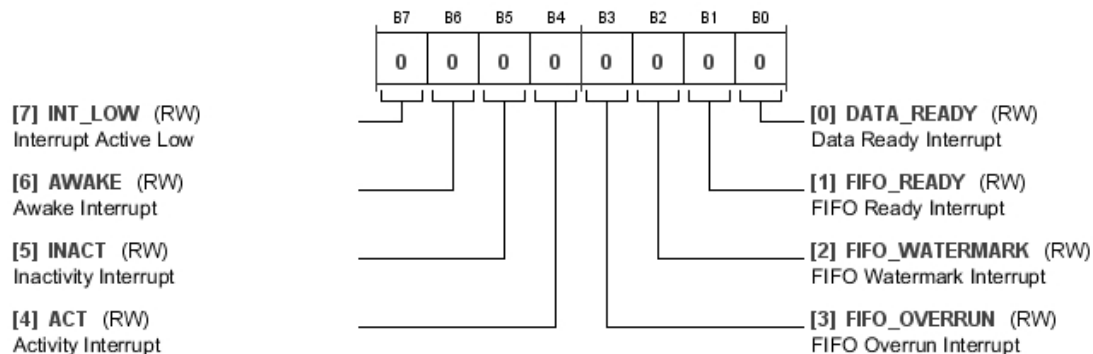 B7 B6 B5 B4 B3 B2 B1 B0
0 0 0 0 0 0 0 0
[7] INT_LOW (RW)
Interrupt Active Low
[6] AWAKE (RW)
Awake Interrupt
[5] INACT (RW)
Inactivity Interrupt
[4] ACT (RW)
Activity Interrupt
[0] DATA_READY (RW)
Data Ready Interrupt
[1] FIFO_READY (RW)
FIFO Ready Interrupt
[2] FIFO_WATERMARK (RW)
FIFO Watermark Interrupt
[3] FIFO_OVERRUN (RW)
FIFO Overrun Interrupt